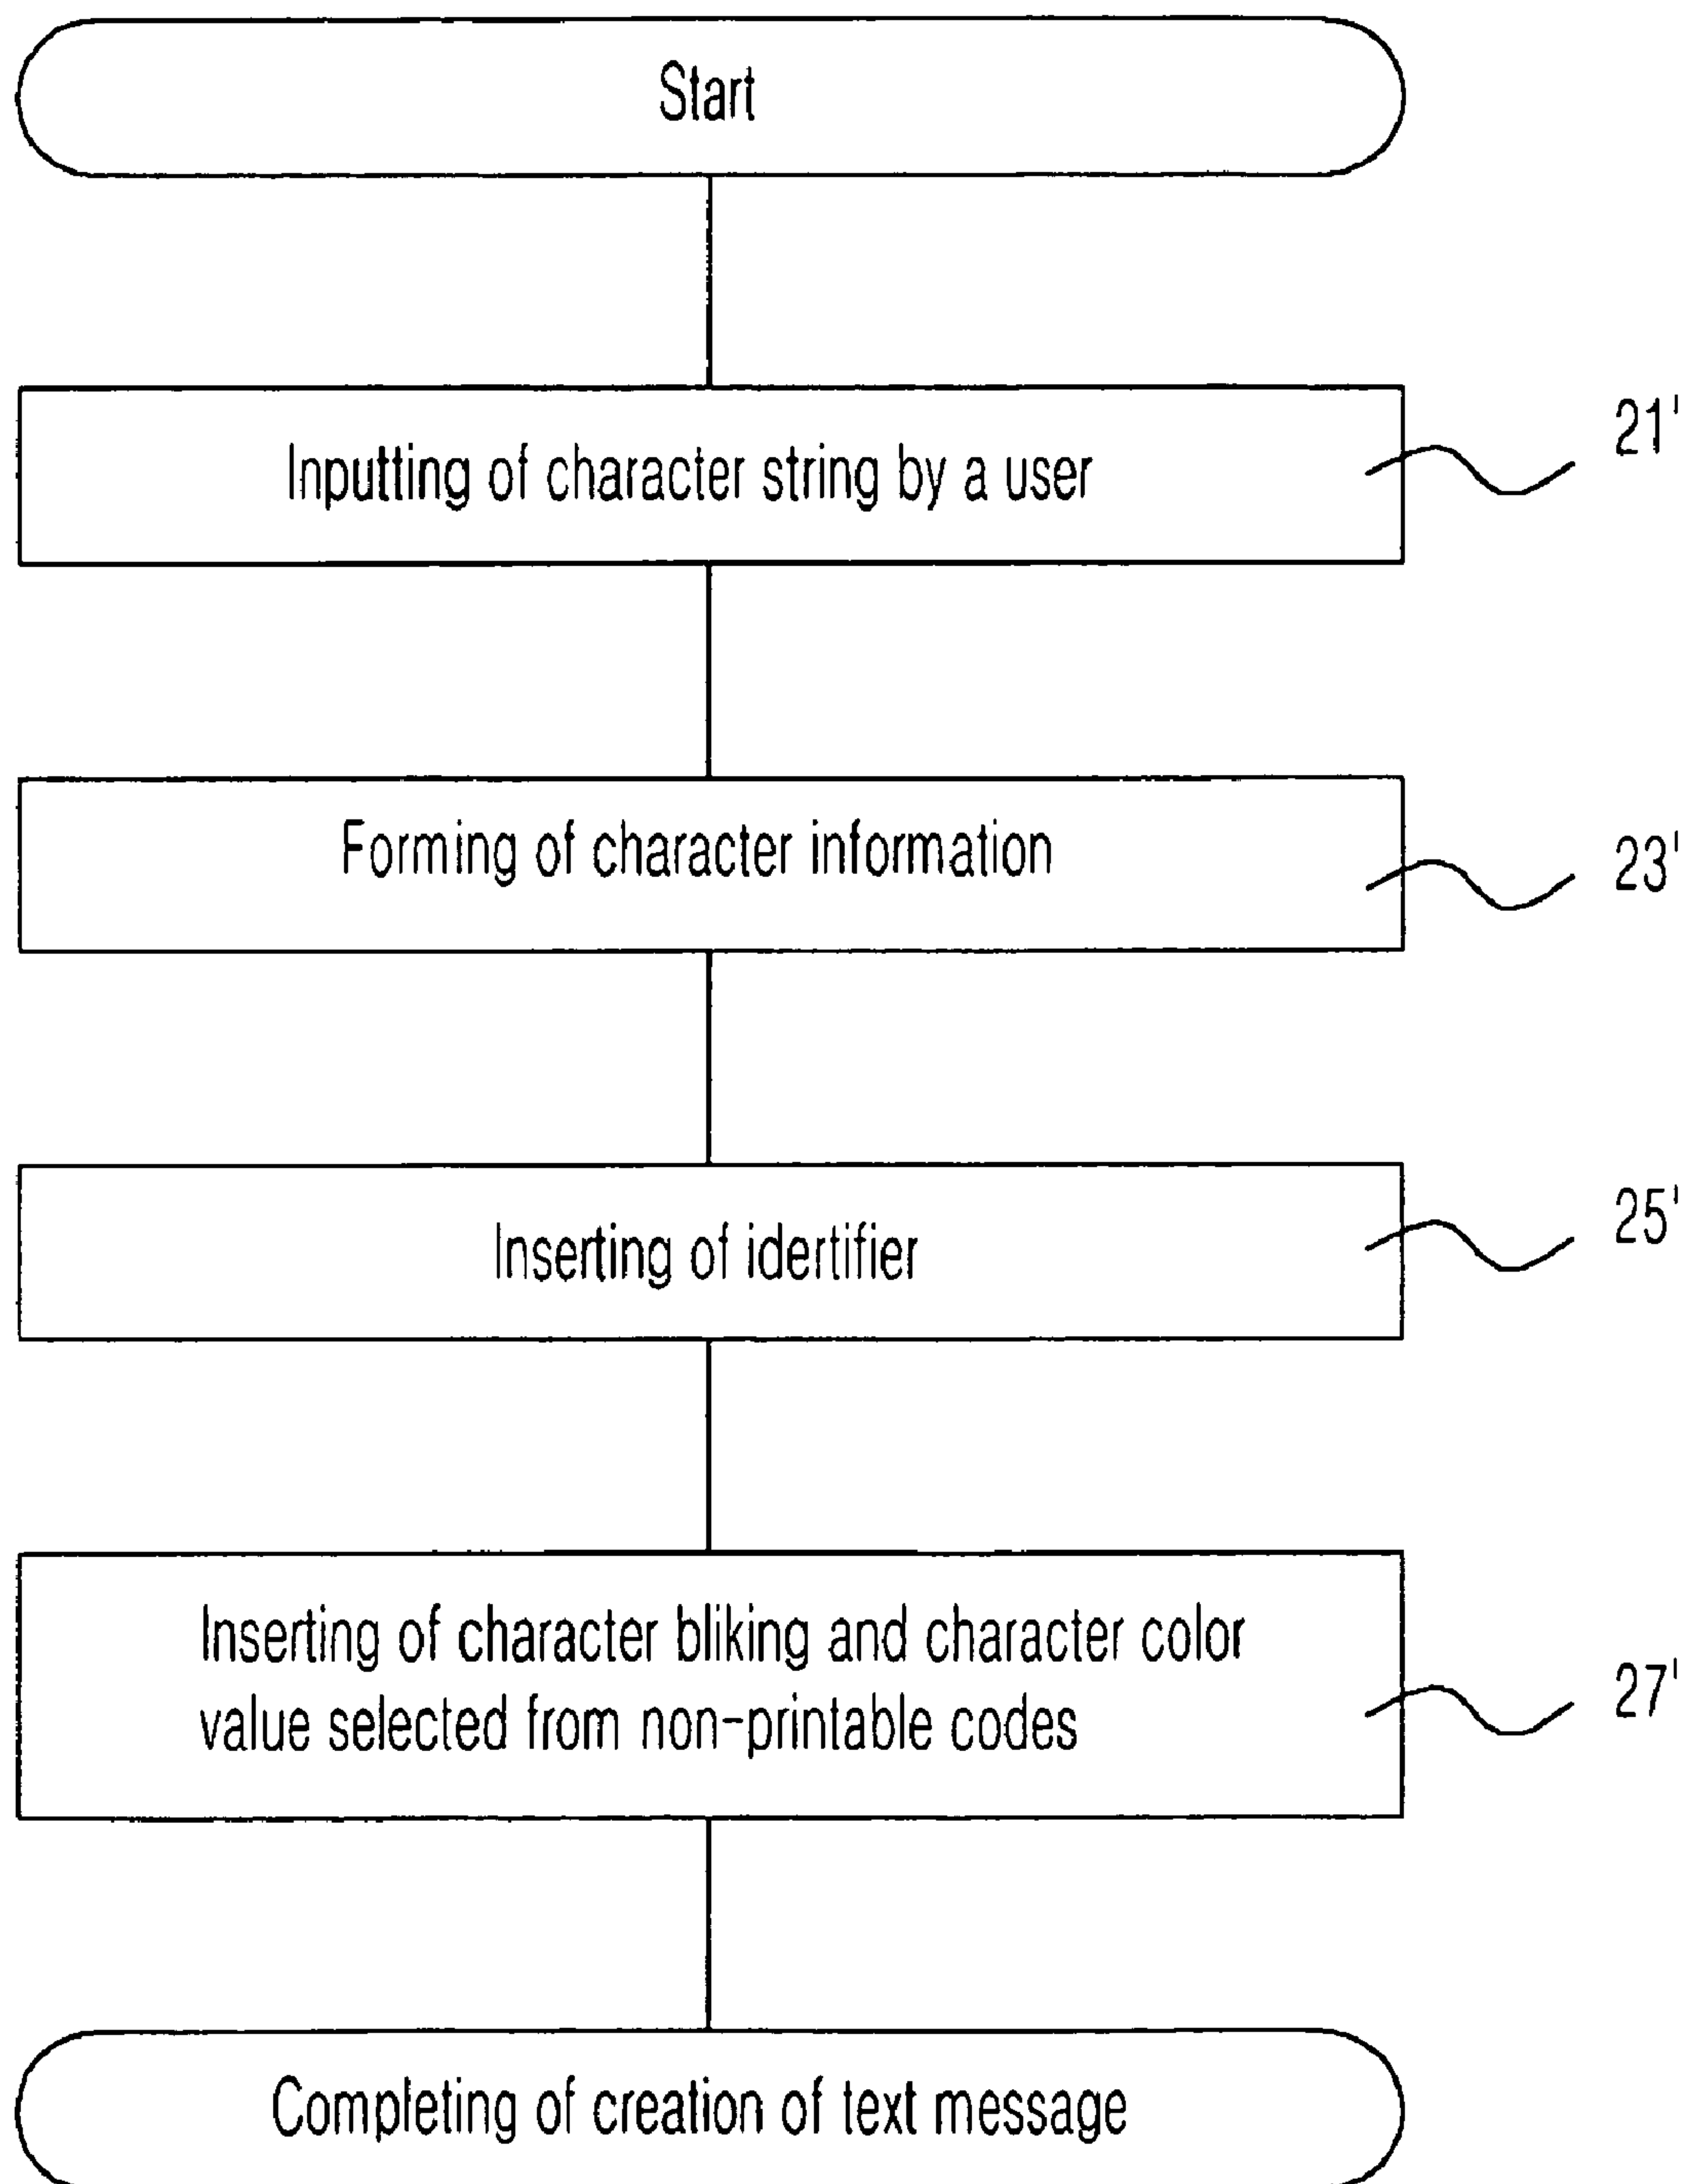 Start
Inputting of character string by a user
21'
Forming of character information
23'
Inserting of idertifier
25'
Inserting of character bliking and character color
value selected from non-printable codes
27'
Completing of creation of text message